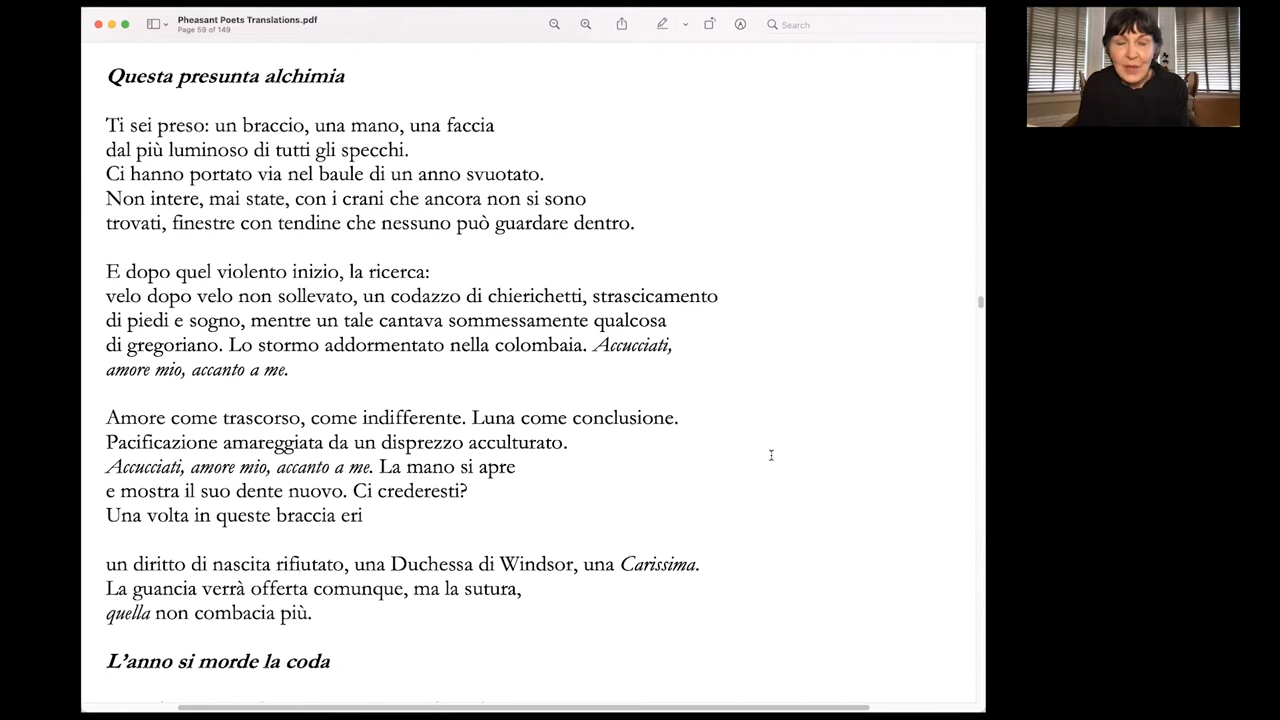 Pheasant Poets Translations.pdf
Page 59 of 149
Search
Questa presunta alchimia
Ti sei preso: un braccio, una mano, una faccia
dal più luminoso di tutti gli specchi.
Ci hanno portato via nel baule di un anno svuotato.
Non intere, mai state, con i crani che ancora non si sono
trovati, finestre con tendine che nessuno può guardare dentro.
E dopo quel violento inizio, la ricerca:
velo dopo velo non sollevato, un codazzo di chierichetti, strascicamento
di piedi e sogno, mentre un tale cantava sommessamente qualcosa
di gregoriano. Lo stormo addormentato nella colombaia. Accucciati,
amore mio, accanto a me.
Amore come trascorso, come indifferente. Luna come conclusione.
Pacificazione amareggiata da un disprezzo acculturato.
Accucciati, amore mio, accanto a me. La mano si apre
e mostra il suo dente nuovo. Ci crederesti?
Una volta in queste braccia eri
un diritto di nascita rifiutato, una Duchessa di Windsor, una Carissima.
La guancia verrà offerta comunque, ma la sutura,
quella non combacia più.
L'anno si morde la coda